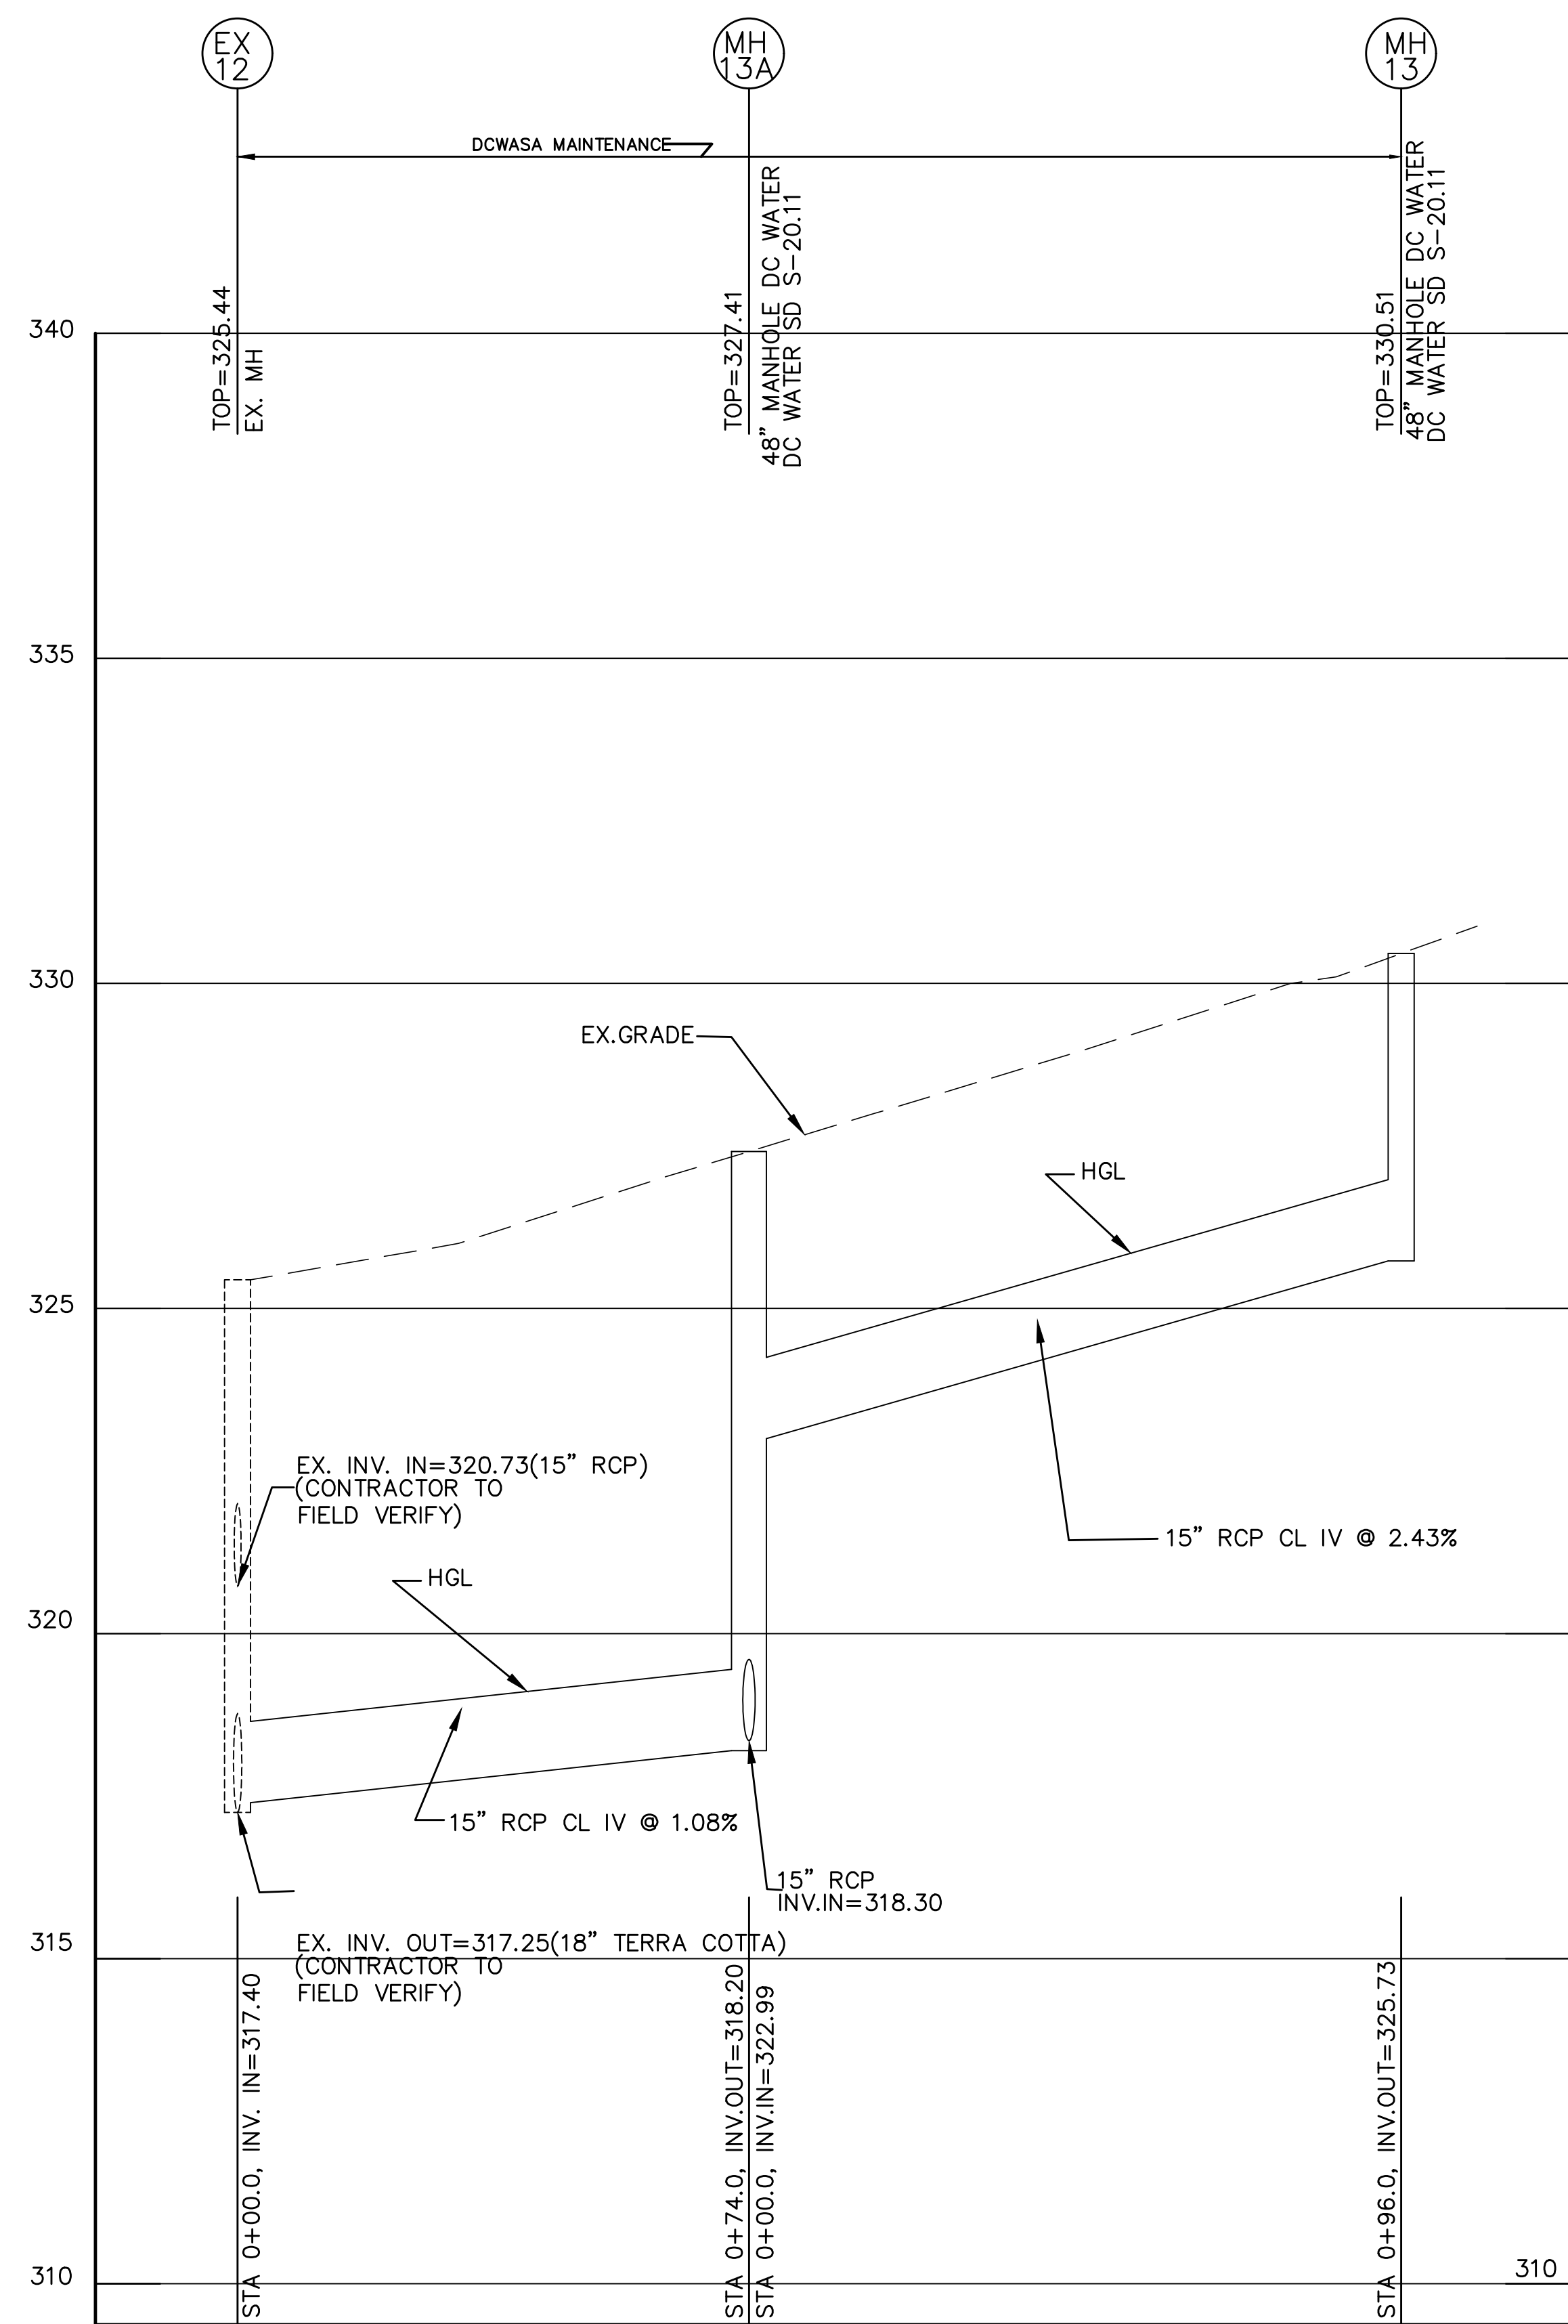 EX
12
MH
13A
MH
13
DCWASA MAINTENANCE
TOP=325.44
EX. MH
TOP=327.41
48” MANHOLE DC WATER
DC WATER SD S-20.11
TOP=330.51
48” MANHOLE DC WATER
DC WATER SD S-20.11
340
335
330
EX.GRADE
HGL
325
EX. INV. IN=320.73(15” RCP)
(CONTRACTOR TO
FIELD VERIFY)
15” RCP CL IV @ 2.43%
HGL
320
15” RCP CL IV @ 1.08%
15” RCP
INV.IN=318.30
315
EX. INV. OUT=317.25(18” TERRA COTTA)
(CONTRACTOR TO
FIELD VERIFY)
STA 0+00.0, INV. IN=317.40
STA 0+74.0, INV.OUT=318.20
STA 0+00.0, INV.IN=322.99
STA 0+96.0, INV.OUT=325.73
310
310